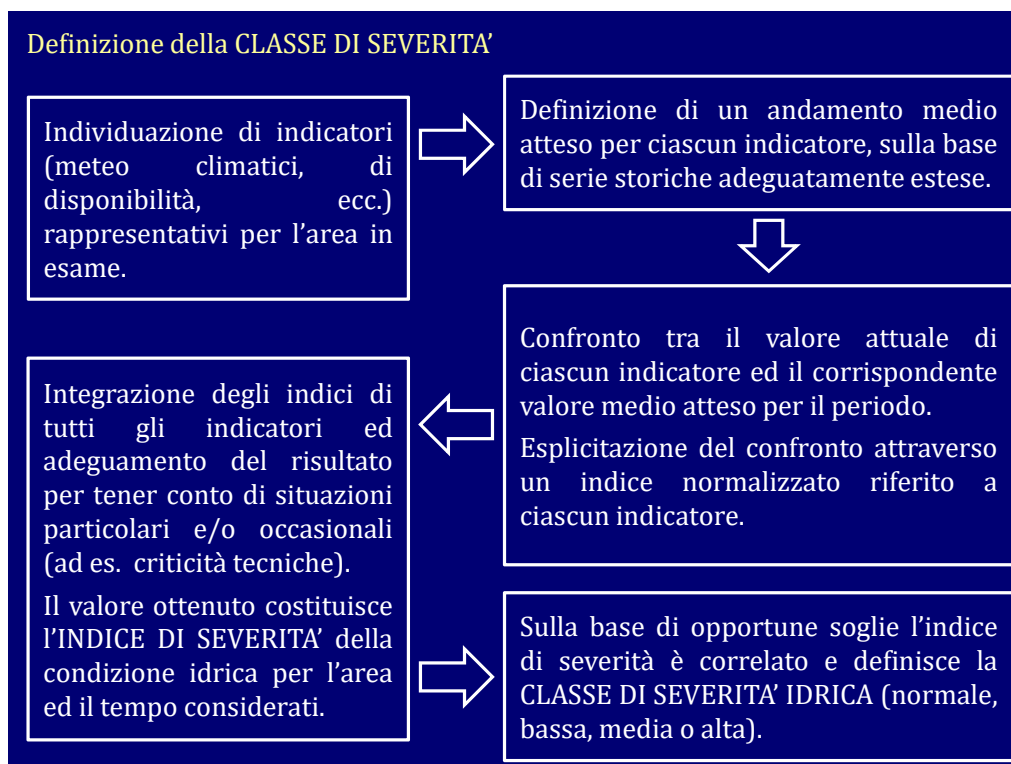 Definizione della CLASSE DI SEVERITA'
Individuazione di indicatori
(meteo climatici, di
disponibilità, ecc.)
rappresentativi per l'area in
esame.
Definizione di un andamento medio
atteso per ciascun indicatore, sulla base
di serie storiche adeguatamente estese.
Confronto tra il valore attuale di
ciascun indicatore ed il corrispondente
valore medio atteso per il periodo.
Esplicitazione del confronto attraverso
un indice normalizzato riferito a
ciascun indicatore.
Integrazione degli indici di
tutti gli indicatori ed
adeguamento del risultato
per tener conto di situazioni
particolari e/o occasionali
(ad es. criticità tecniche).
Il valore ottenuto costituisce
l'INDICE DI SEVERITA' della
condizione idrica per l'area
ed il tempo considerati.
Sulla base di opportune soglie l'indice
di severità è correlato e definisce la
CLASSE DI SEVERITA' IDRICA (normale,
bassa, media o alta).